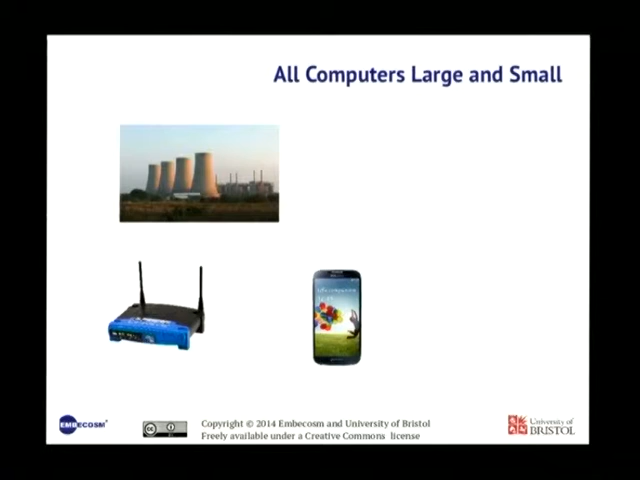 All Computers Large and Small
EMBECOSM®
Copyright © 2014 Embecosm and University of Bristol
Freely available under a Creative Commons license
University of
BRISTOL